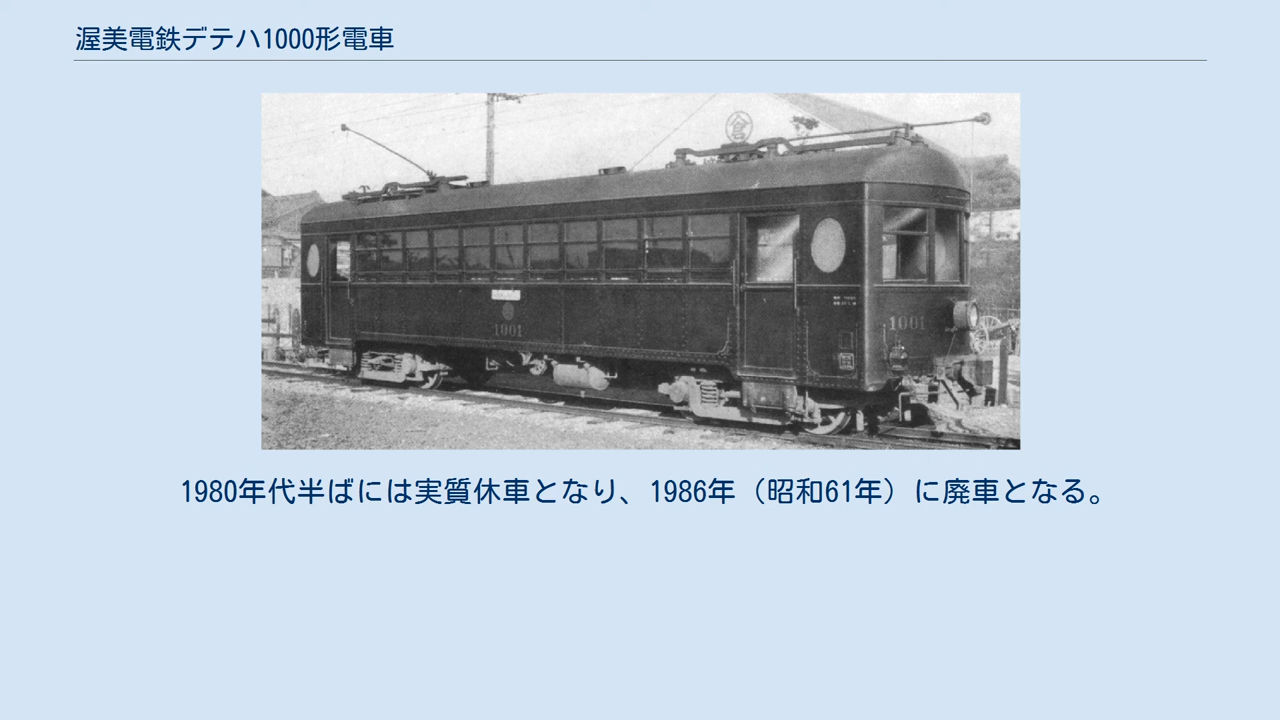 渥美電鉄デテハ1000形電車
倉
1001
1001
1980年代半ばには実質休車となり、1986年（昭和61年）に廃車となる。